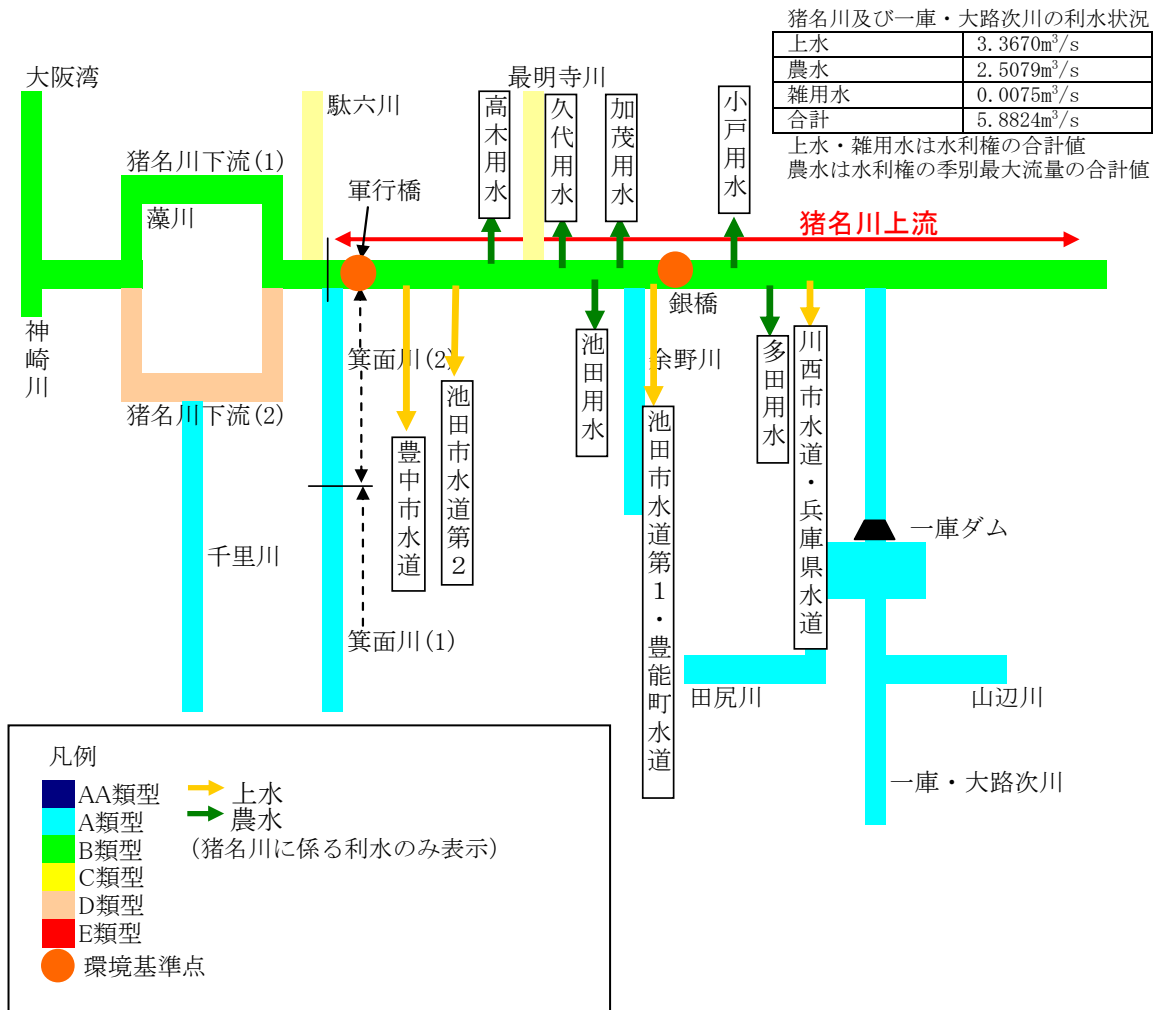 猪名川及び一庫・大路次川の利水状況
上水 3.3670m³/s
農水 2.5079m³/s
雑用水 0.0075m³/s
合計 5.8824m³/s
上水・雑用水は水利権の合計値
農水は水利権の季別最大流量の合計値
大阪湾
駄六川
最明寺川
高木用水
久代用水
加茂用水
小戸用水
猪名川下流(1)
藻川
軍行橋
猪名川上流
神崎川
銀橋
箕面川(2)
池田用水
余野川
多田用水
川西市水道・兵庫県水道
猪名川下流(2)
池田市水道第2
池田市水道第1・豊能町水道
豊中市水道
千里川
一庫ダム
箕面川(1)
田尻川
山辺川
一庫・大路次川
凡例
AA類型
A類型
B類型
C類型
D類型
E類型
環境基準点
上水
農水
(猪名川に係る利水のみ表示)